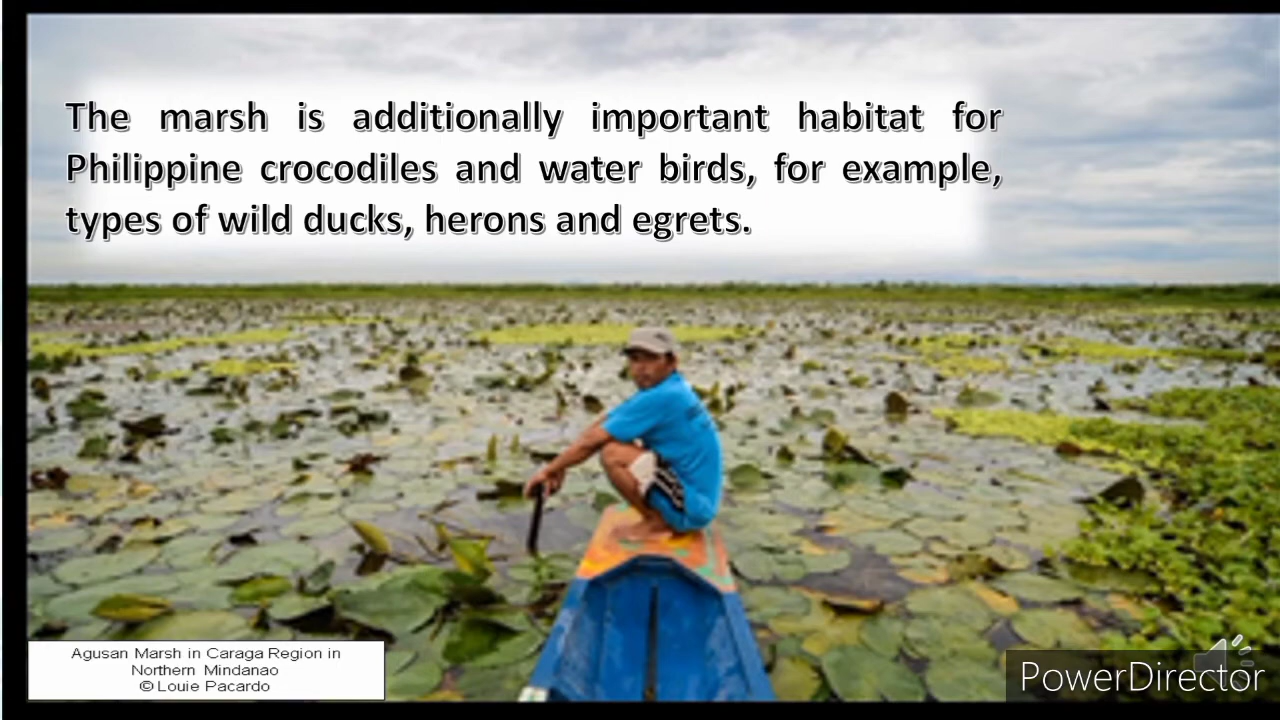 The marsh is additionally important habitat for
Philippine crocodiles and water birds, for example,
types of wild ducks, herons and egrets.
Agusan Marsh in Caraga Region in
Northern Mindanao
© Louie Pacardo
PowerDirector